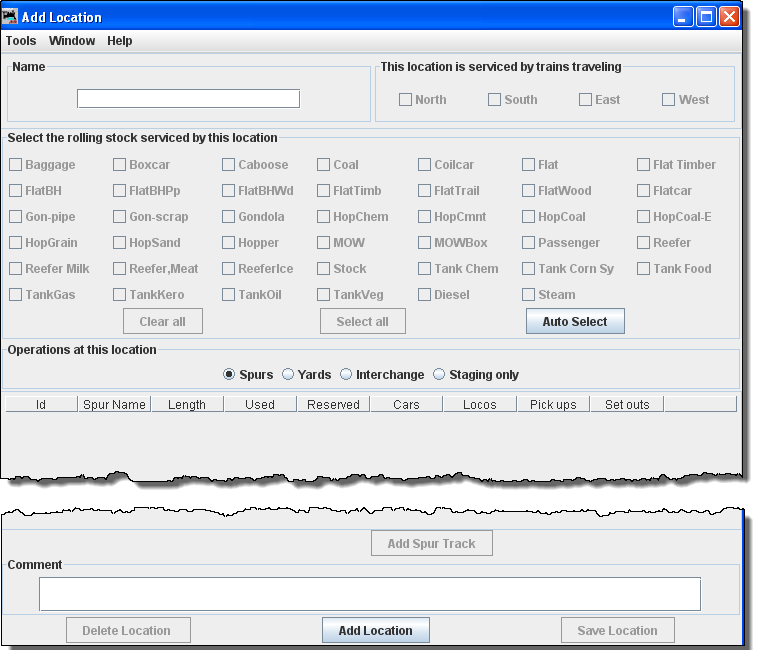 Add Location
Tools Window Help
Name
This location is serviced by trains traveling
North South East West
Select the rolling stock serviced by this location
Baggage Boxcar Caboose Coal Coilcar Flat Flat Timber
FlatBH FlatBHPp FlatBHWd FlatTimb FlatTrail FlatWood Flatcar
Gon-pipe Gon-scrap Gondola HopChem HopCmnt HopCoal HopCoal-E
HopGrain HopSand Hopper MOW MOWBox Passenger Reefer
Reefer Milk Reefer,Meat ReeferIce Stock Tank Chem Tank Corn Sy Tank Food
TankGas TankKero TankOil TankVeg Diesel Steam
Clear all Select all Auto Select
Operations at this location
Spurs Yards Interchange Staging only
Id Spur Name Length Used Reserved Cars Locos Pick ups Set outs
Add Spur Track
Comment
Delete Location Add Location Save Location